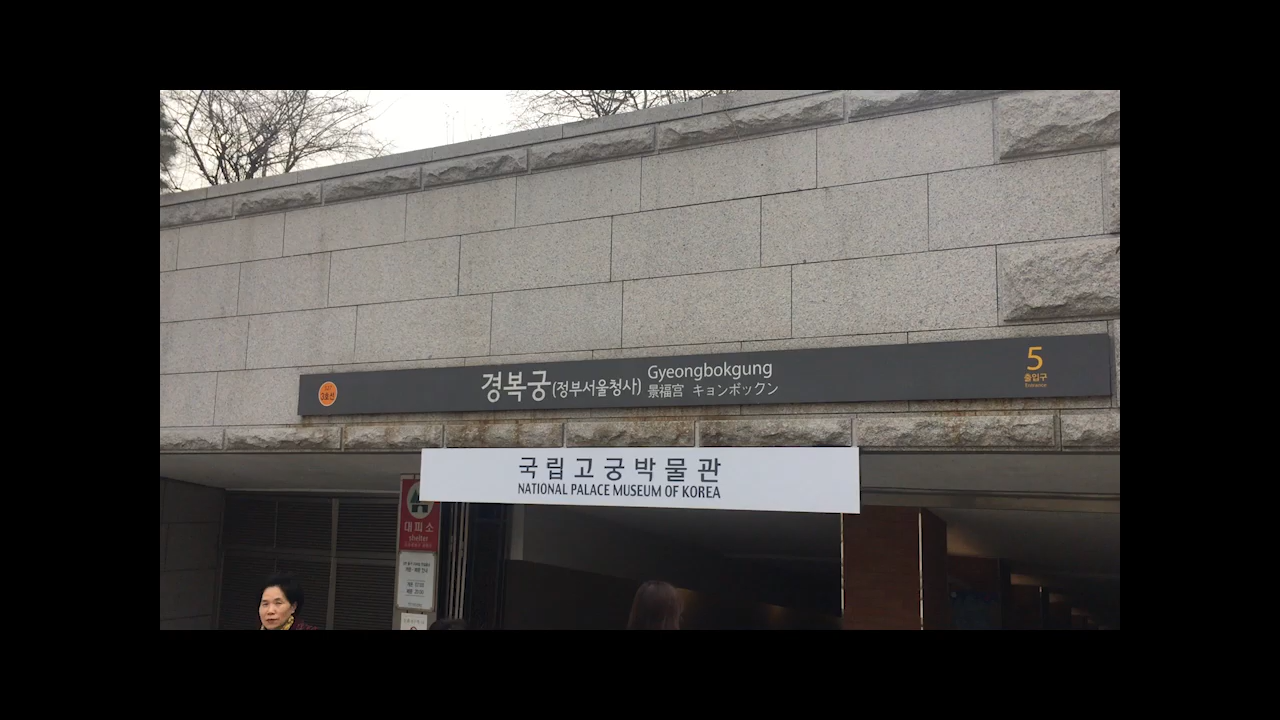 3호선
경복궁(정부서울청사)
Gyeongbokgung
景福宮 キョンボックン
5
출입구
Entrance
국립고궁박물관
NATIONAL PALACE MUSEUM OF KOREA
대피소
shelter